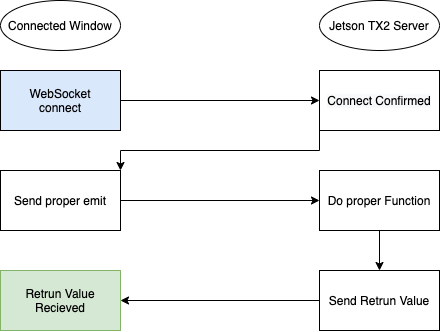 Connected Window
Jetson TX2 Server
WebSocket
connect
Connect Confirmed
Send proper emit
Do proper Function
Retrun Value
Recieved
Send Retrun Value